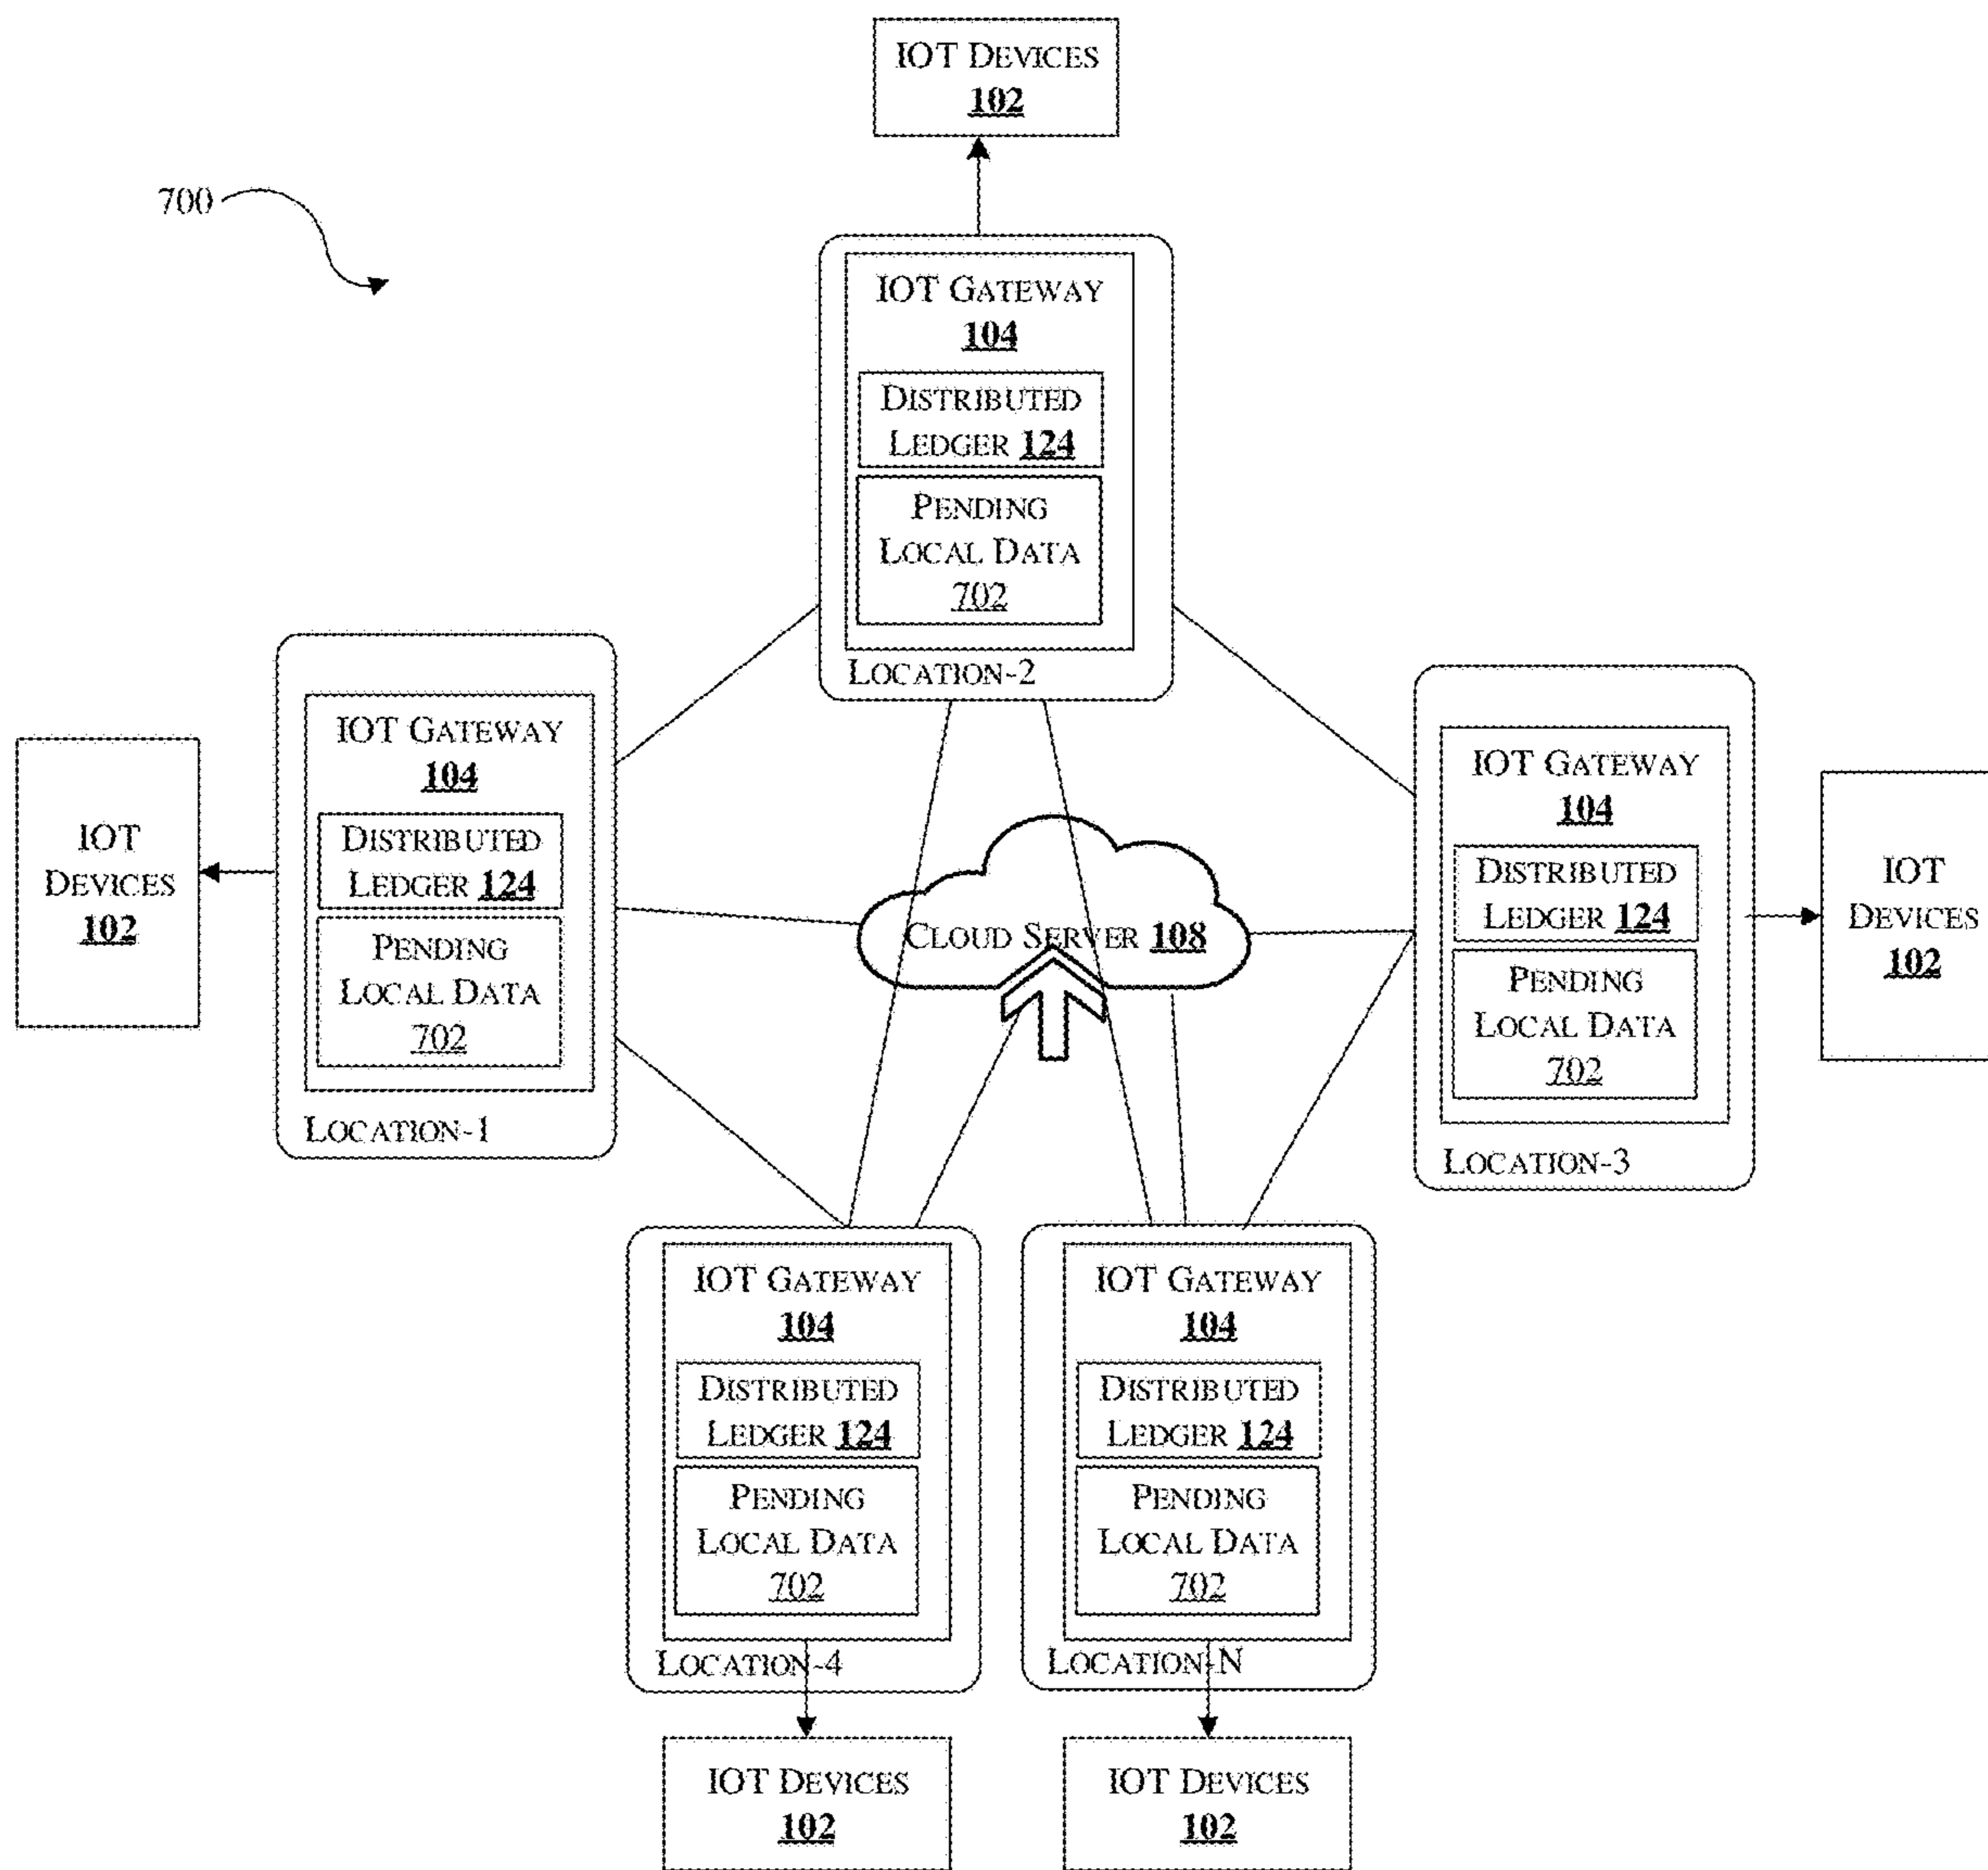 IOT DEVICES
102
700
IOT GATEWAY
104
DISTRIBUTED
LEDGER 124
PENDING
LOCAL DATA
702
LOCATION-2
IOT
DEVICES
102
IOT GATEWAY
104
DISTRIBUTED
LEDGER 124
PENDING
LOCAL DATA
702
LOCATION-1
CLOUD SERVER 108
IOT GATEWAY
104
DISTRIBUTED
LEDGER 124
PENDING
LOCAL DATA
702
LOCATION-3
IOT
DEVICES
102
IOT GATEWAY
104
DISTRIBUTED
LEDGER 124
PENDING
LOCAL DATA
702
LOCATION-4
IOT DEVICES
102
IOT GATEWAY
104
DISTRIBUTED
LEDGER 124
PENDING
LOCAL DATA
702
LOCATION-N
IOT DEVICES
102